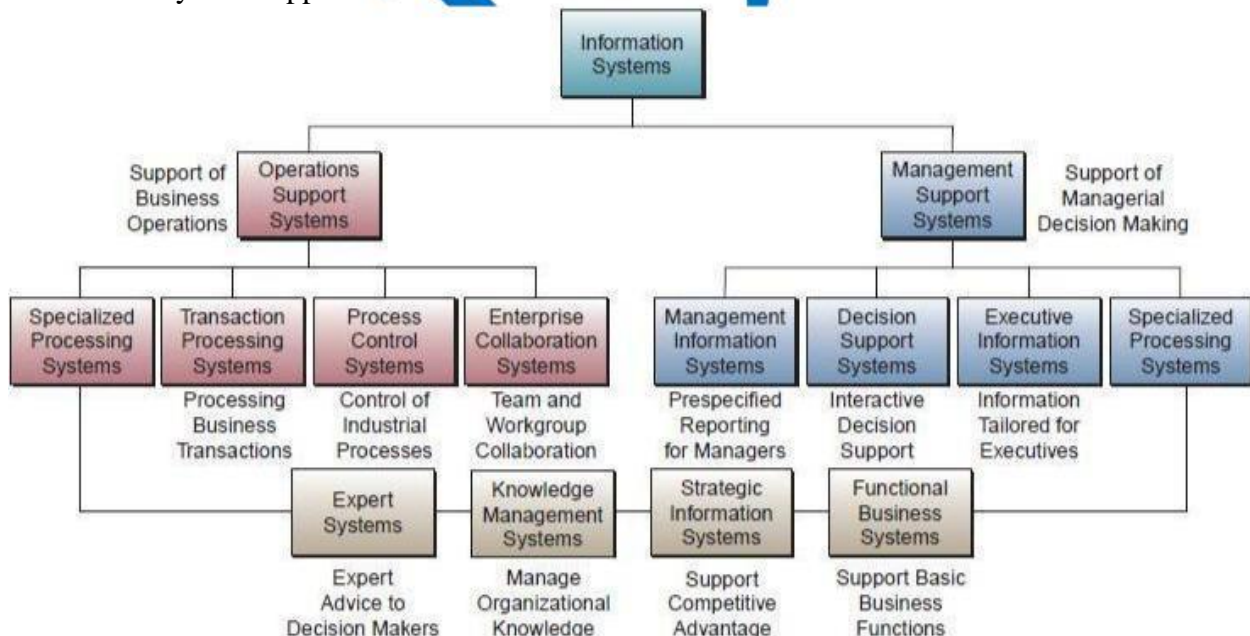 Information
Systems
Support of
Business
Operations
Operations
Support
Systems
Management
Support
Systems
Support of
Managerial
Decision Making
Specialized
Processing
Systems
Transaction
Processing
Systems
Process
Control
Systems
Enterprise
Collaboration
Systems
Management
Information
Systems
Decision
Support
Systems
Executive
Information
Systems
Specialized
Processing
Systems
Processing
Business
Transactions
Control of
Industrial
Processes
Team and
Workgroup
Collaboration
Prespecified
Reporting
for Managers
Interactive
Decision
Support
Information
Tailored for
Executives
Expert
Systems
Knowledge
Management
Systems
Strategic
Information
Systems
Functional
Business
Systems
Expert
Advice to
Decision Makers
Manage
Organizational
Knowledge
Support
Competitive
Advantage
Support Basic
Business
Functions